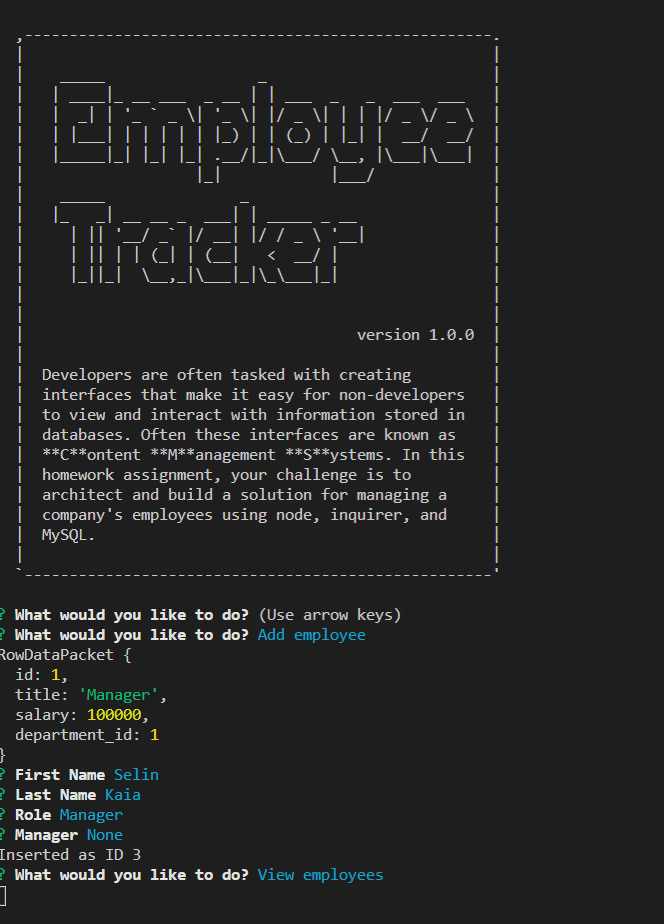 Employee
Tracker
version 1.0.0
Developers are often tasked with creating
interfaces that make it easy for non-developers
to view and interact with information stored in
databases. Often these interfaces are known as
**C**ontent **M**anagement **S**ystems. In this
homework assignment, your challenge is to
architect and build a solution for managing a
company's employees using node, inquirer, and
MySQL.
? What would you like to do? (Use arrow keys)
? What would you like to do? Add employee
RowDataPacket {
id: 1,
title: 'Manager',
salary: 100000,
department_id: 1
}
? First Name Selin
? Last Name Kaia
? Role Manager
? Manager None
Inserted as ID 3
? What would you like to do? View employees